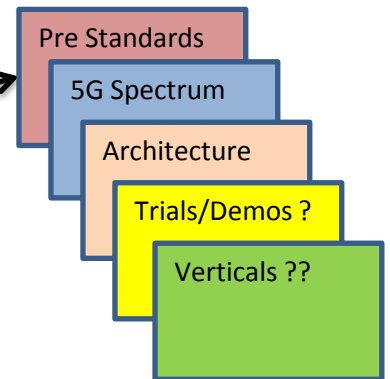 Pre Standards
5G Spectrum
Architecture
Trials/Demos ?
Verticals ??